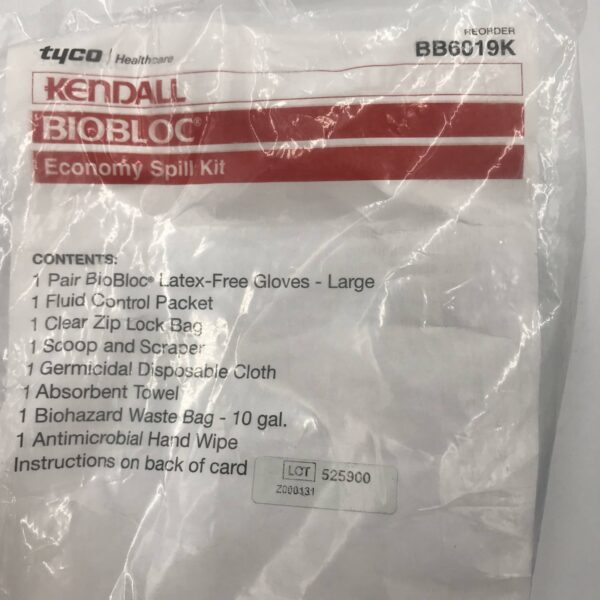 tyco / Healthcare
REORDER
BB6019K
KENDALL
BIOBLOC®
Economy Spill Kit
CONTENTS:
1 Pair BioBloc® Latex-Free Gloves - Large
1 Fluid Control Packet
1 Clear Zip Lock Bag
1 Scoop and Scraper
1 Germicidal Disposable Cloth
1 Absorbent Towel
1 Biohazard Waste Bag - 10 gal.
1 Antimicrobial Hand Wipe
Instructions on back of card
LOT 525900
Z000131